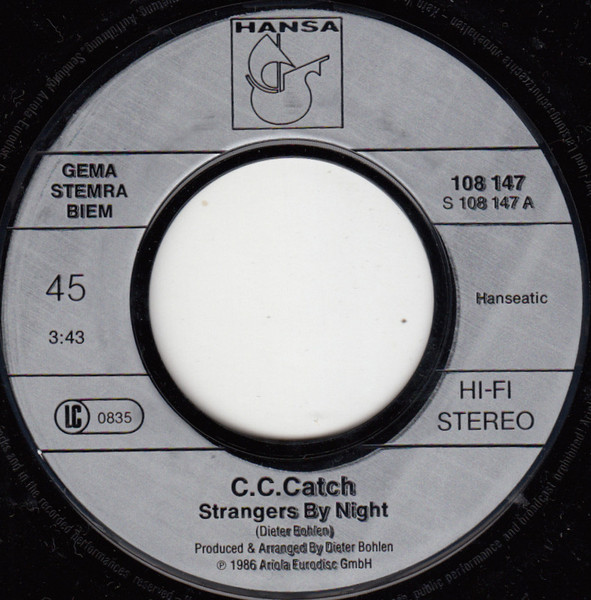 HANSA
GEMA
STEMRA
BIEM
108 147
S 108 147 A
45
3:43
Hanseatic
LC 0835
HI-FI
STEREO
C.C.Catch
Strangers By Night
(Dieter Bohlen)
Produced & Arranged By Dieter Bohlen
℗ 1986 Ariola Eurodisc GmbH